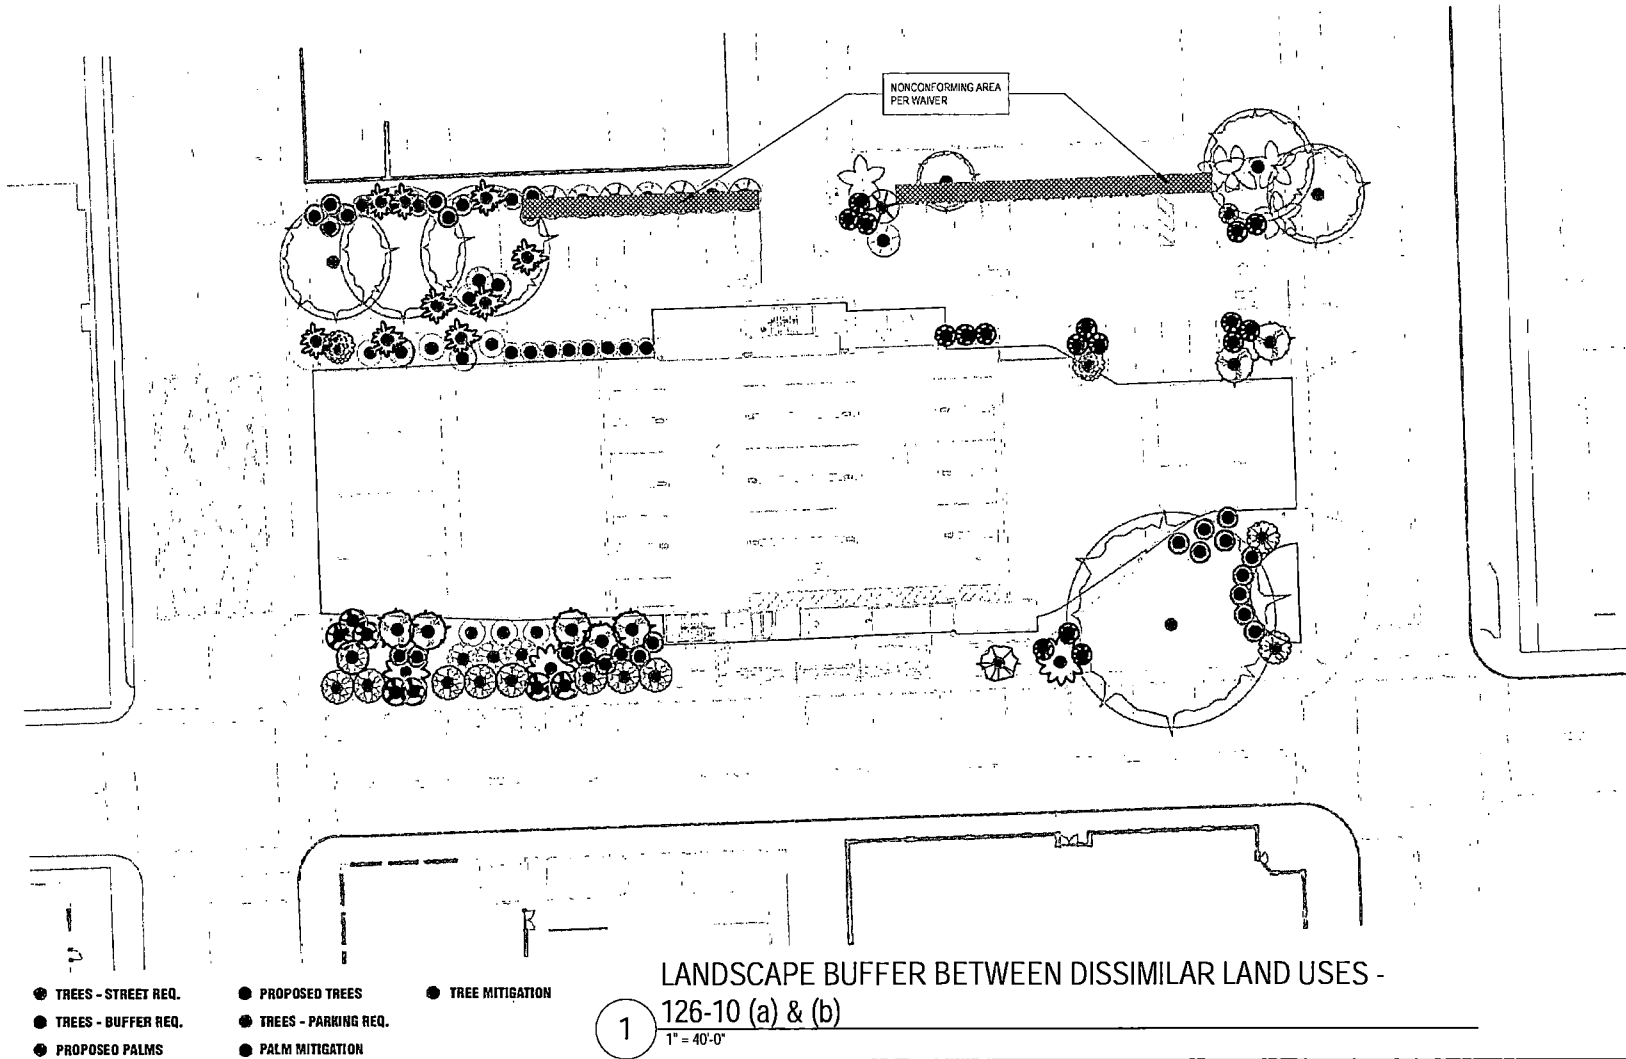 NONCONFORMING AREA
PER WAIVER
TREES - STREET REQ.
TREES - BUFFER REQ.
PROPOSED PALMS
PROPOSED TREES
TREES - PARKING REQ.
PALM MITIGATION
TREE MITIGATION
1
LANDSCAPE BUFFER BETWEEN DISSIMILAR LAND USES -
126-10 (a) & (b)
1" = 40'-0"